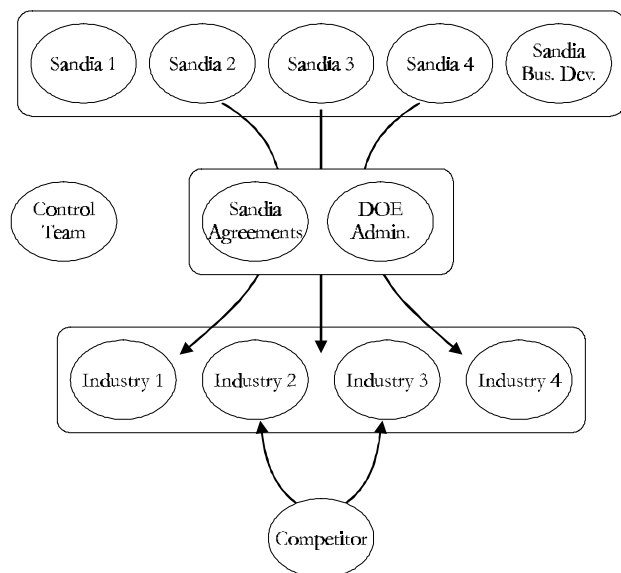 Sandia 1
Sandia 2
Sandia 3
Sandia 4
Sandia
Bus. Dev.
Control
Team
Sandia
Agreements
DOE
Admin.
Industry 1
Industry 2
Industry 3
Industry 4
Competitor